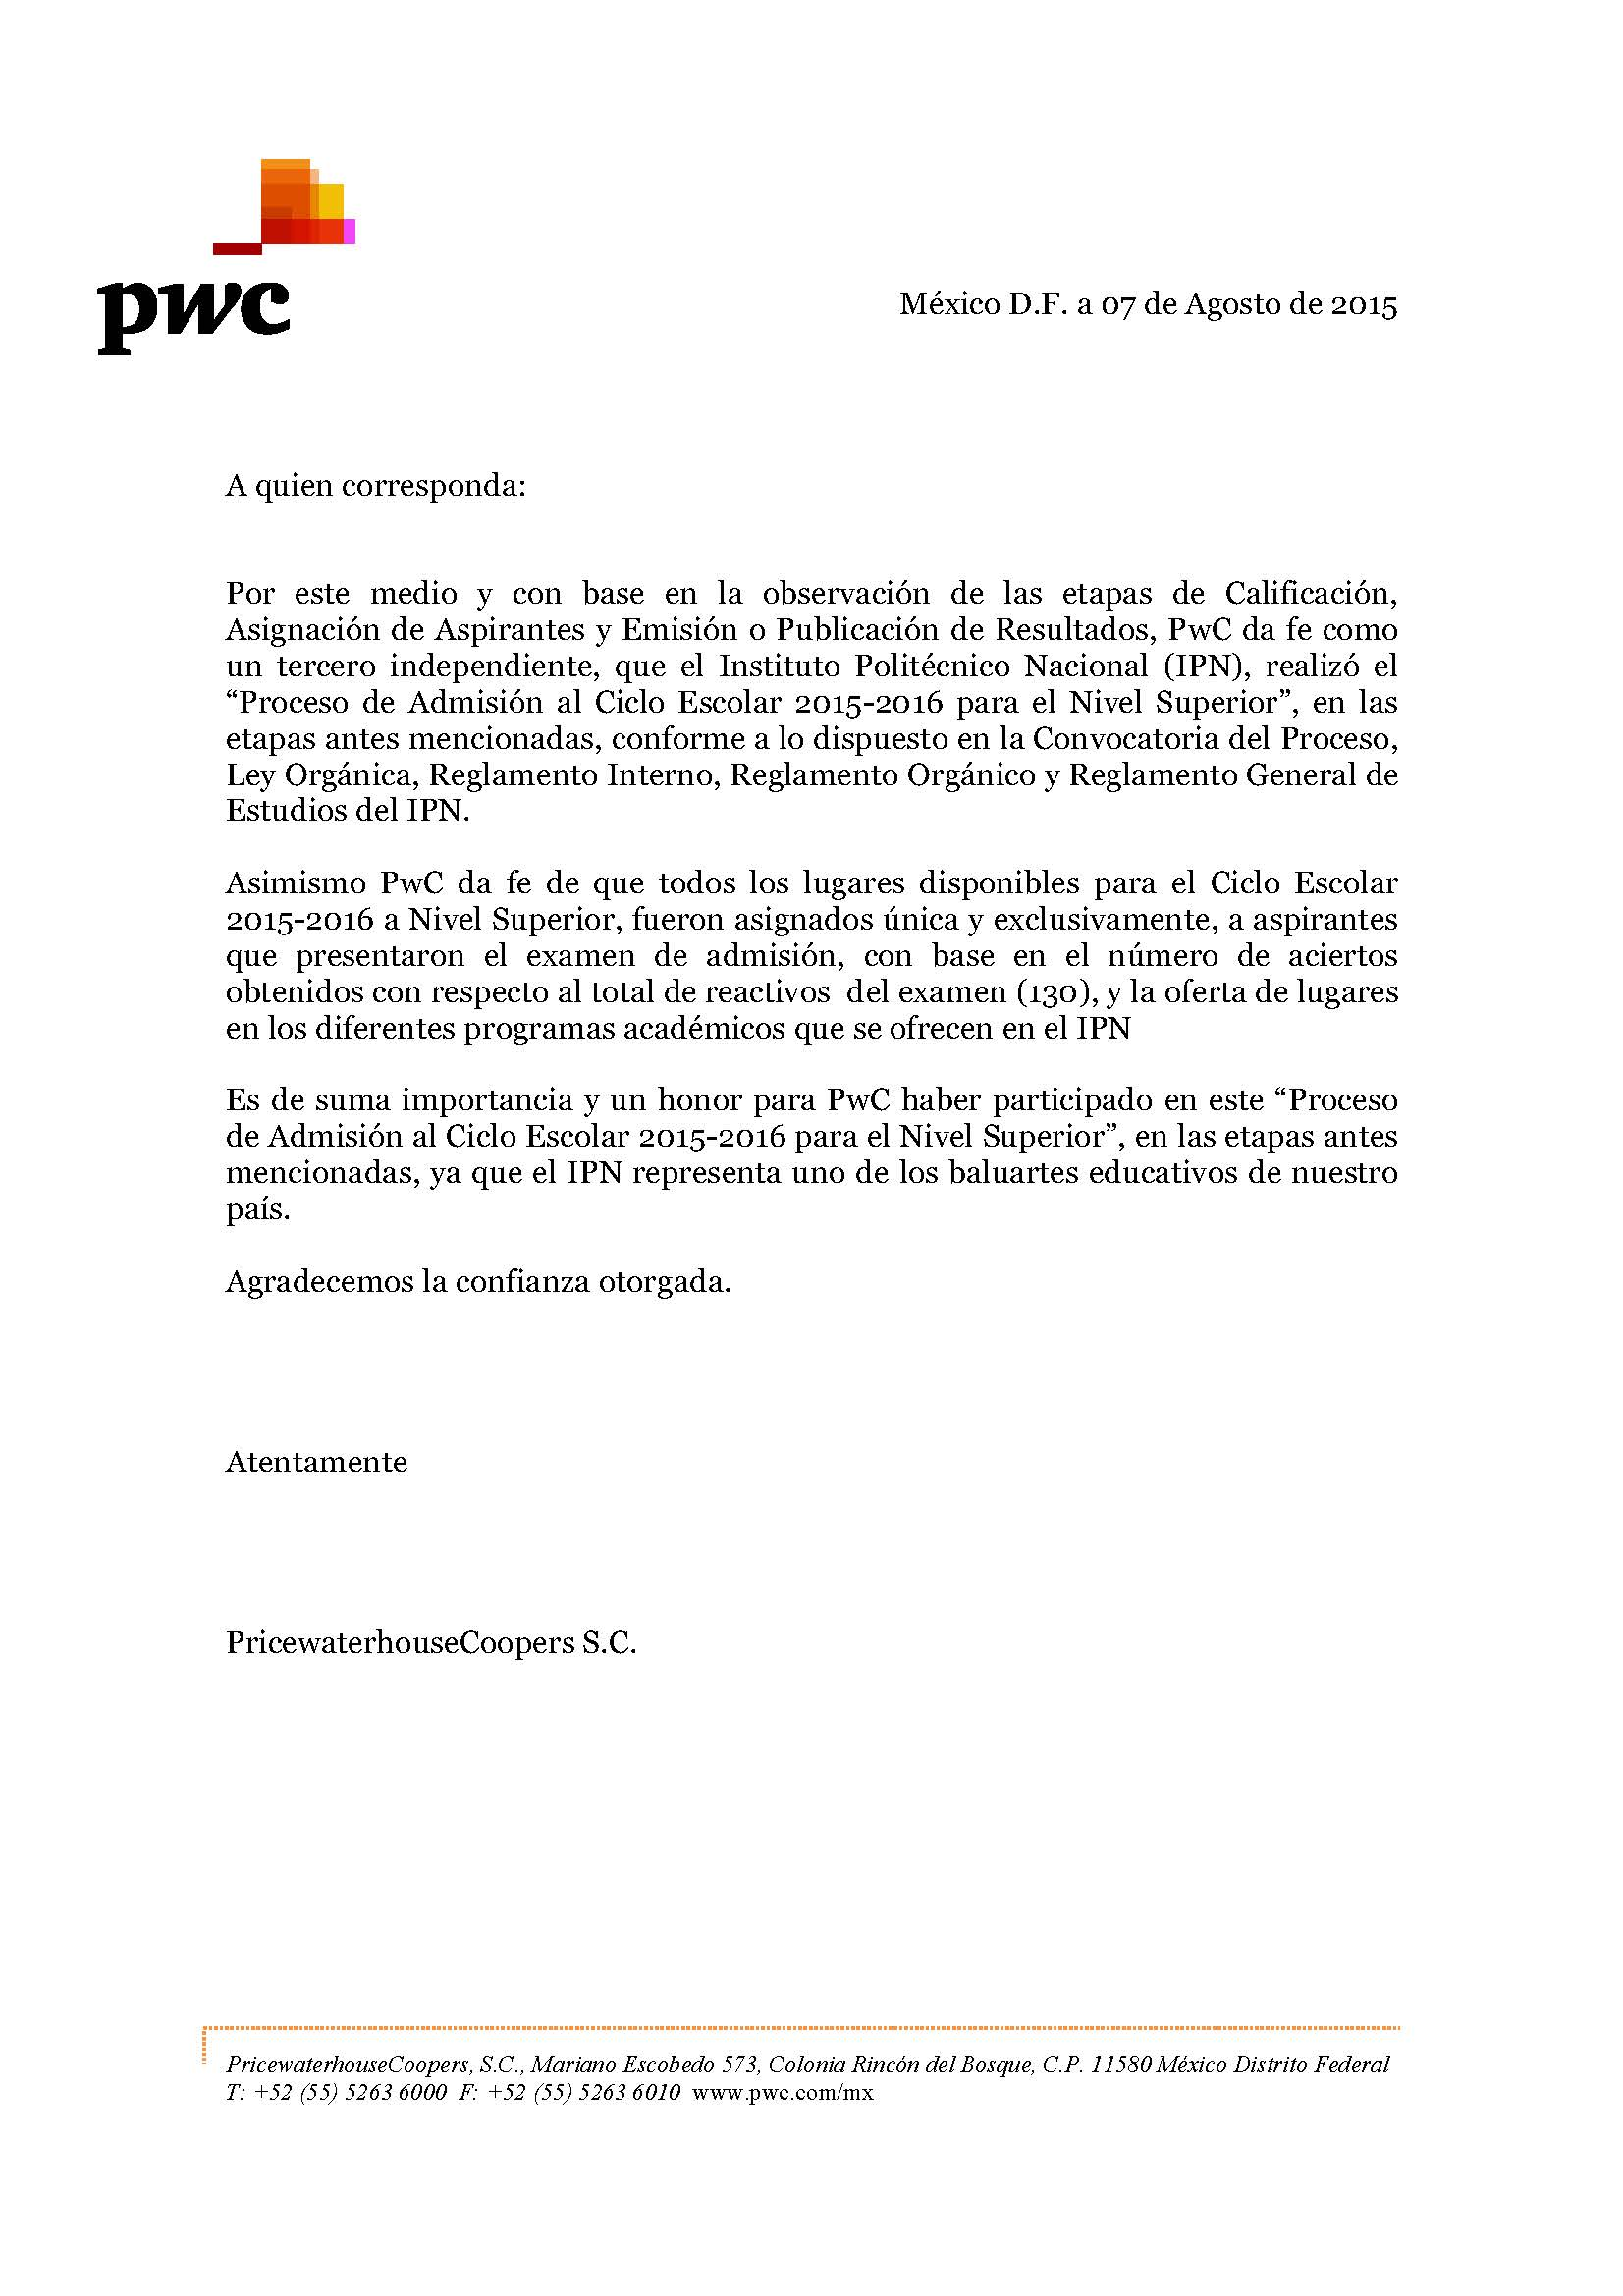 pwc
México D.F. a 07 de Agosto de 2015
A quien corresponda:
Por este medio y con base en la observación de las etapas de Calificación,
Asignación de Aspirantes y Emisión o Publicación de Resultados, PwC da fe como
un tercero independiente, que el Instituto Politécnico Nacional (IPN), realizó el
“Proceso de Admisión al Ciclo Escolar 2015-2016 para el Nivel Superior”, en las
etapas antes mencionadas, conforme a lo dispuesto en la Convocatoria del Proceso,
Ley Orgánica, Reglamento Interno, Reglamento Orgánico y Reglamento General de
Estudios del IPN.
Asimismo PwC da fe de que todos los lugares disponibles para el Ciclo Escolar
2015-2016 a Nivel Superior, fueron asignados única y exclusivamente, a aspirantes
que presentaron el examen de admisión, con base en el número de aciertos
obtenidos con respecto al total de reactivos del examen (130), y la oferta de lugares
en los diferentes programas académicos que se ofrecen en el IPN
Es de suma importancia y un honor para PwC haber participado en este “Proceso
de Admisión al Ciclo Escolar 2015-2016 para el Nivel Superior”, en las etapas antes
mencionadas, ya que el IPN representa uno de los baluartes educativos de nuestro
país.
Agradecemos la confianza otorgada.
Atentamente
PricewaterhouseCoopers S.C.
PricewaterhouseCoopers, S.C., Mariano Escobedo 573, Colonia Rincón del Bosque, C.P. 11580 México Distrito Federal
T: +52 (55) 5263 6000 F: +52 (55) 5263 6010 www.pwc.com/mx